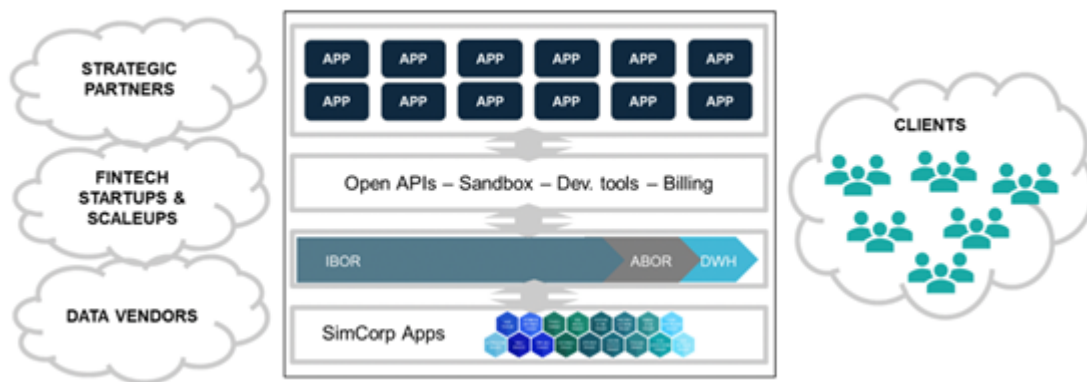 STRATEGIC
PARTNERS
FINTECH
STARTUPS &
SCALEUPS
DATA VENDORS
APP APP APP APP APP APP
APP APP APP APP APP APP
Open APIs – Sandbox – Dev. tools – Billing
IBOR ABOR DWH
SimCorp Apps
CLIENTS